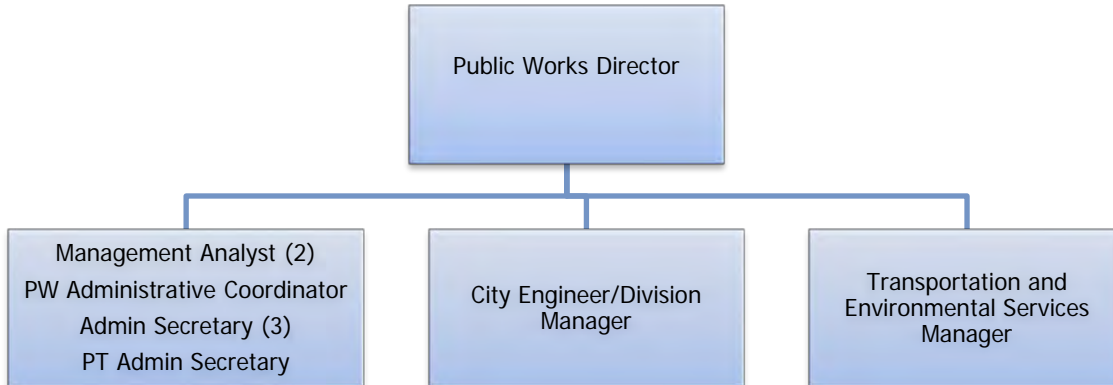 Public Works Director
Management Analyst (2)
PW Administrative Coordinator
Admin Secretary (3)
PT Admin Secretary
City Engineer/Division
Manager
Transportation and
Environmental Services
Manager